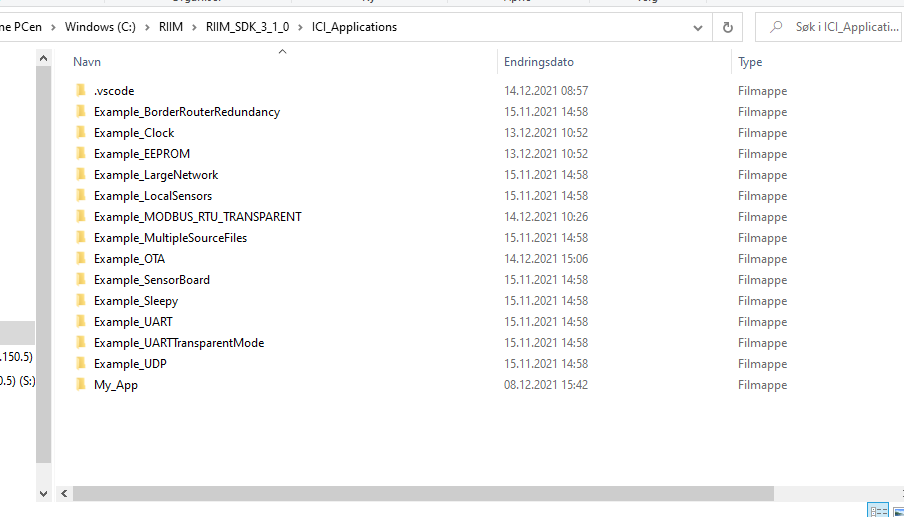 ne PCen > Windows (C:) > RIIM > RIIM_SDK_3_1_0 > ICI_Applications
Søk i ICI_Applicati...
Navn Endringsdato Type
.vscode 14.12.2021 08:57 Filmappe
Example_BorderRouterRedundancy 15.11.2021 14:58 Filmappe
Example_Clock 13.12.2021 10:52 Filmappe
Example_EEPROM 13.12.2021 10:52 Filmappe
Example_LargeNetwork 15.11.2021 14:58 Filmappe
Example_LocalSensors 15.11.2021 14:58 Filmappe
Example_MODBUS_RTU_TRANSPARENT 14.12.2021 10:26 Filmappe
Example_MultipleSourceFiles 15.11.2021 14:58 Filmappe
Example_OTA 14.12.2021 15:06 Filmappe
Example_SensorBoard 15.11.2021 14:58 Filmappe
Example_Sleepy 15.11.2021 14:58 Filmappe
Example_UART 15.11.2021 14:58 Filmappe
Example_UARTTransparentMode 15.11.2021 14:58 Filmappe
.150.5)
Example_UDP 15.11.2021 14:58 Filmappe
0.5) (S:)
My_App 08.12.2021 15:42 Filmappe